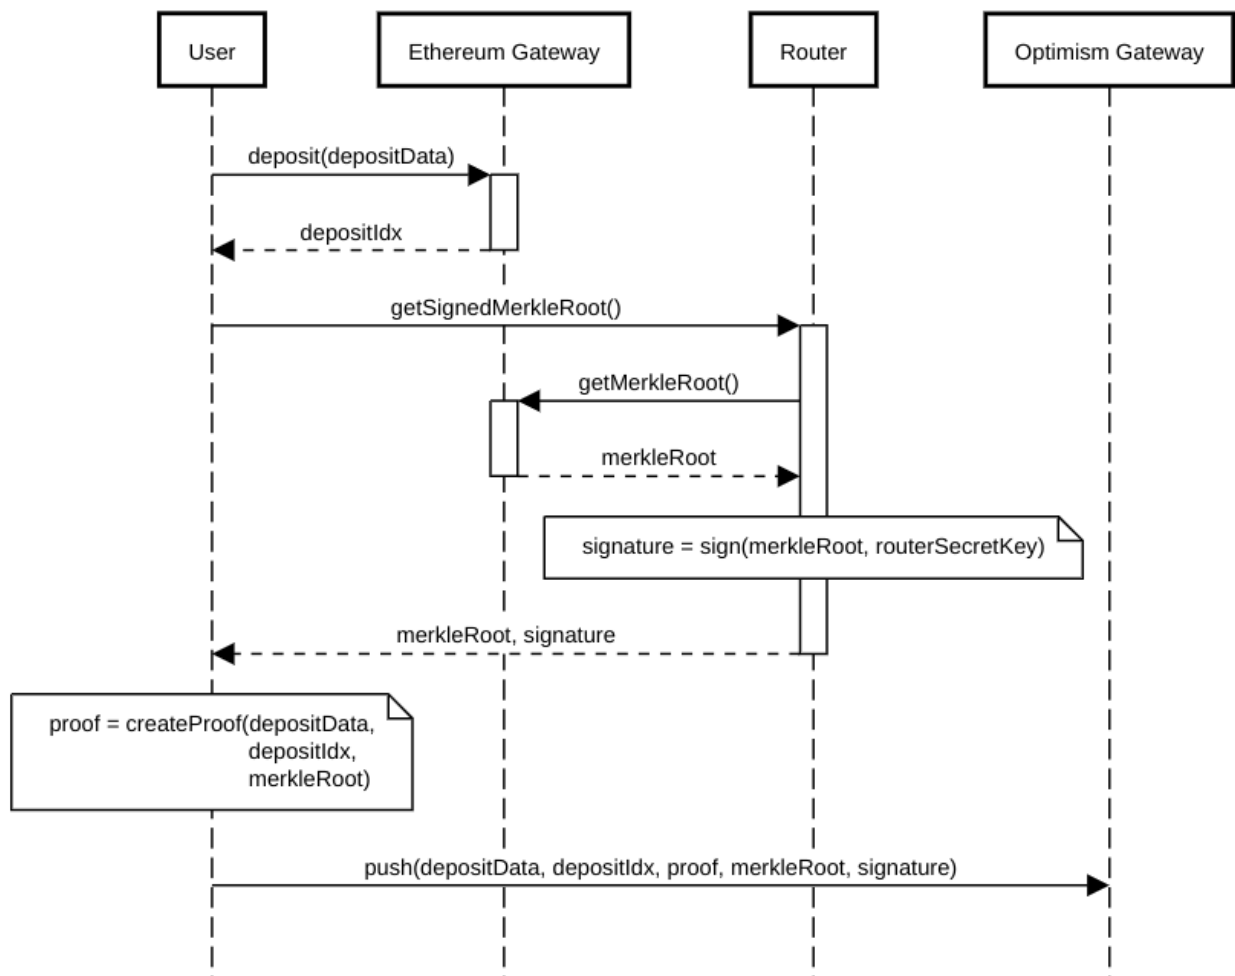 User
Ethereum Gateway
Router
Optimism Gateway
deposit(depositData)
depositIdx
getSignedMerkleRoot()
getMerkleRoot()
merkleRoot
signature = sign(merkleRoot, routerSecretKey)
merkleRoot, signature
proof = createProof(depositData,
depositIdx,
merkleRoot)
push(depositData, depositIdx, proof, merkleRoot, signature)